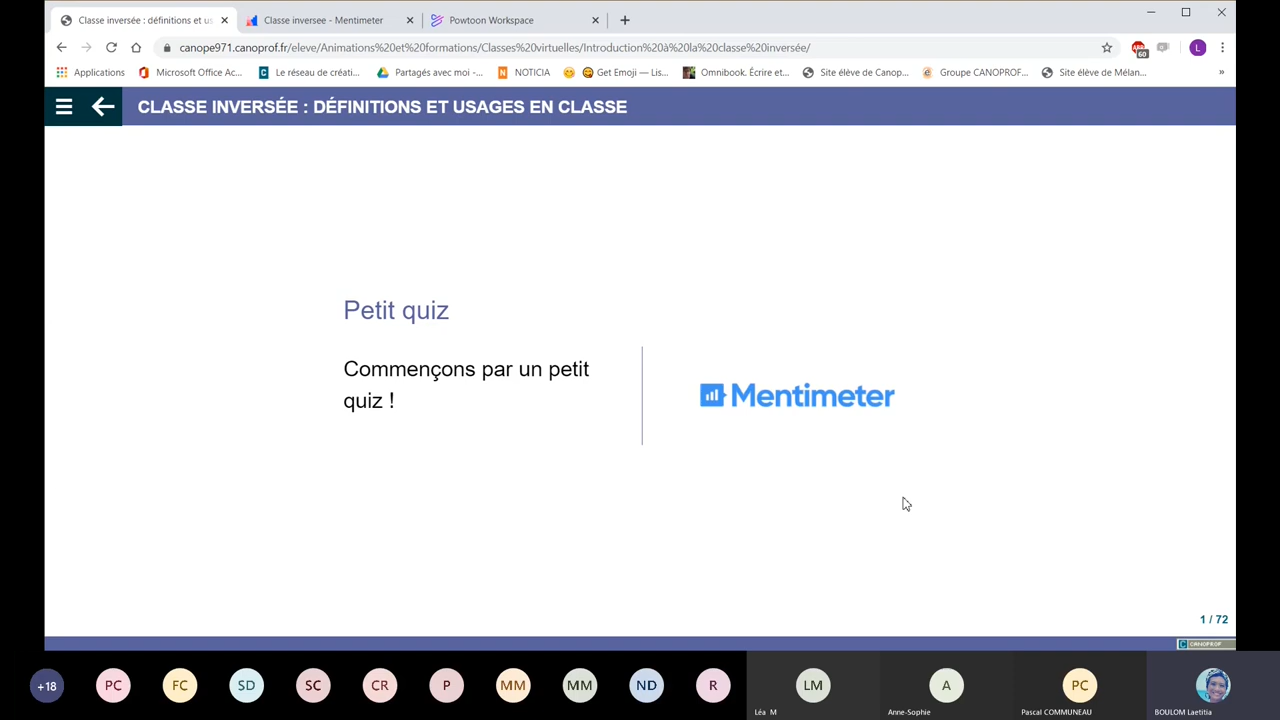 Classe inversée : définitions et us
Classe inversee - Mentimeter
Powtoon Workspace
canope971.canoprof.fr/eleve/Animations%20et%20formations/Classes%20virtuelles/Introduction%20à%20la%20classe%20inversée/
60
L
Applications
Microsoft Office Ac...
Le réseau de créati...
Partagés avec moi -...
NOTICIA
Get Emoji — Lis...
Omnibook. Écrire et...
Site élève de Canop...
Groupe CANOPROF...
Site élève de Mélan...
»
CLASSE INVERSÉE : DÉFINITIONS ET USAGES EN CLASSE
Petit quiz
Commençons par un petit
quiz !
Mentimeter
1 / 72
CANOPROF
+18
PC
FC
SD
SC
CR
P
MM
MM
ND
R
LM
A
PC
Léa M
Anne-Sophie
Pascal COMMUNEAU
BOULOM Laetitia